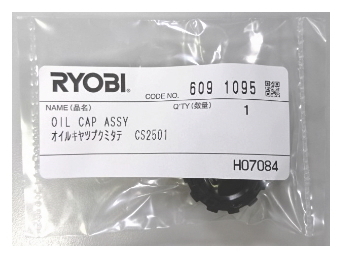 RYOBI®
CODE NO. 609 1095
NAME (品名) Q'TY (数量)
OIL CAP ASSY 1
オイルキヤツプクミタテ CS2501
H07084